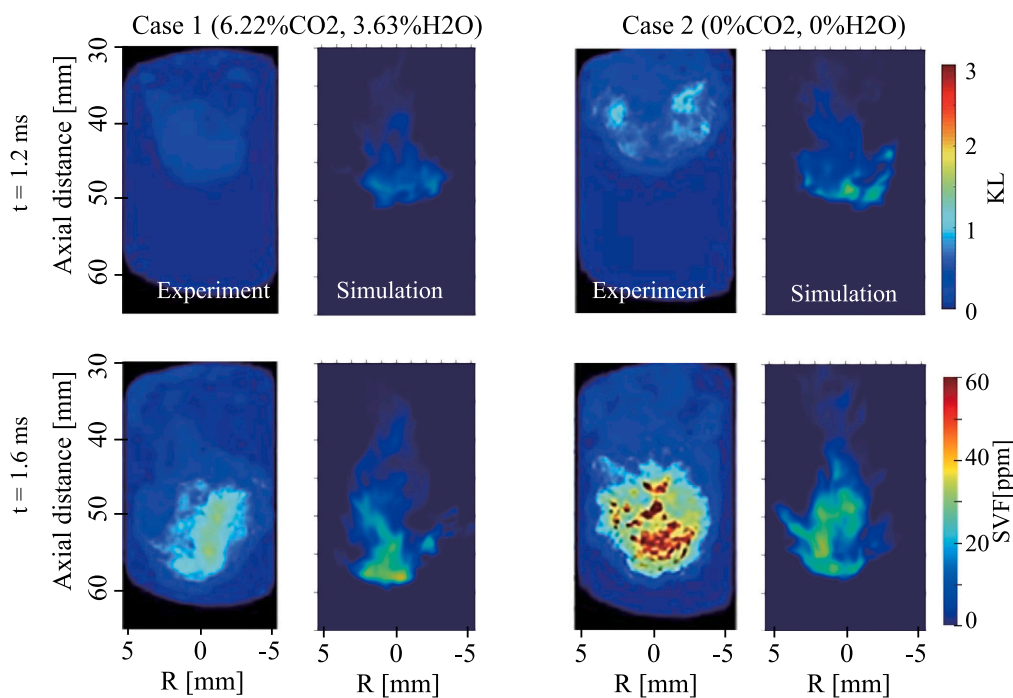 Case 1 (6.22%CO2, 3.63%H2O)
Case 2 (0%CO2, 0%H2O)
t = 1.2 ms
Axial distance [mm]
30
40
50
60
Experiment
Simulation
Experiment
Simulation
3
2
1
0
KL
t = 1.6 ms
Axial distance [mm]
30
40
50
60
60
40
20
0
SVF[ppm]
5 0 -5
5 0 -5
5 0 -5
5 0 -5
R [mm]
R [mm]
R [mm]
R [mm]